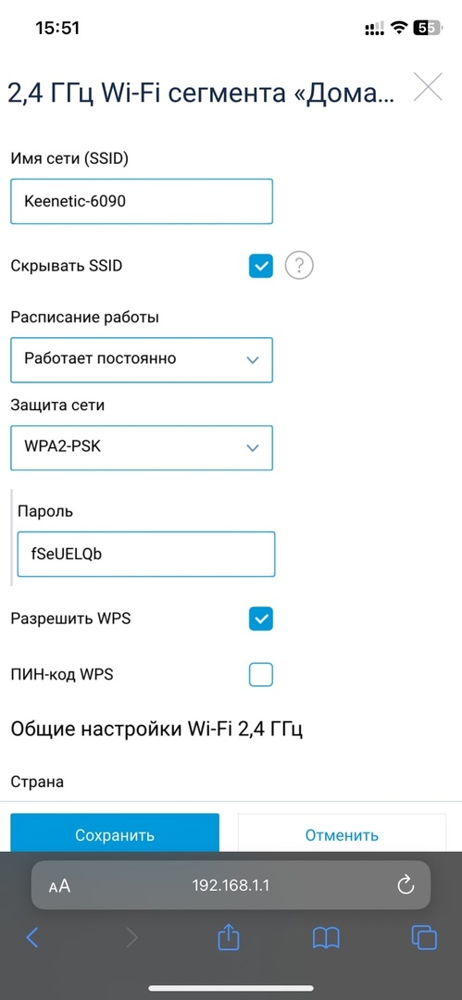 15:51
55
2,4 ГГц Wi-Fi сегмента «Дома...
Имя сети (SSID)
Keenetic-6090
Скрывать SSID
?
Расписание работы
Работает постоянно
Защита сети
WPA2-PSK
Пароль
fSeUELQb
Разрешить WPS
ПИН-код WPS
Общие настройки Wi-Fi 2,4 ГГц
Страна
Сохранить
Отменить
AA
192.168.1.1